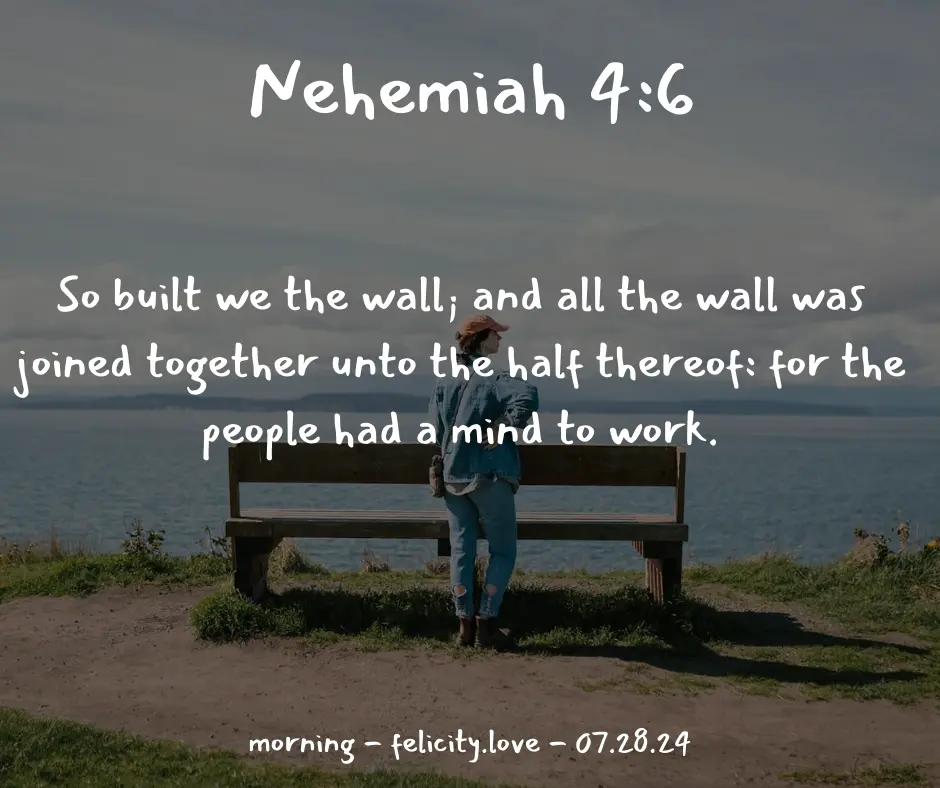 Nehemiah 4:6
So built we the wall; and all the wall was
joined together unto the half thereof: for the
people had a mind to work.
morning - felicity.love - 07.28.24